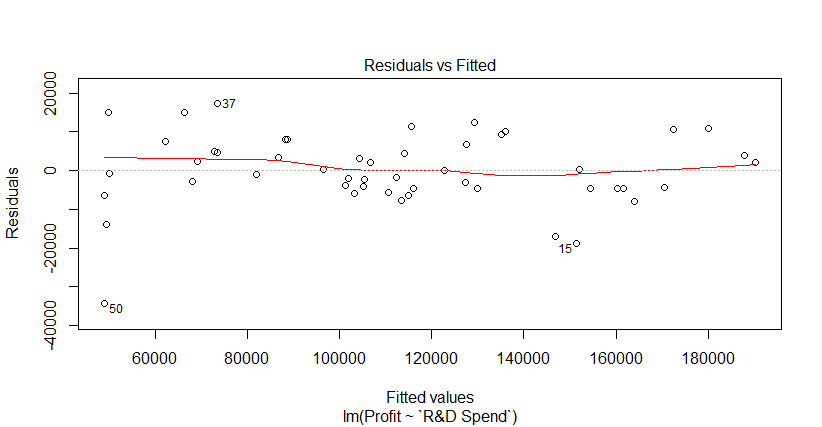 Residuals vs Fitted
20000
0
-20000
-40000
Residuals
37
15
50
60000 80000 100000 120000 140000 160000 180000
Fitted values
lm(Profit ~ `R&D Spend`)